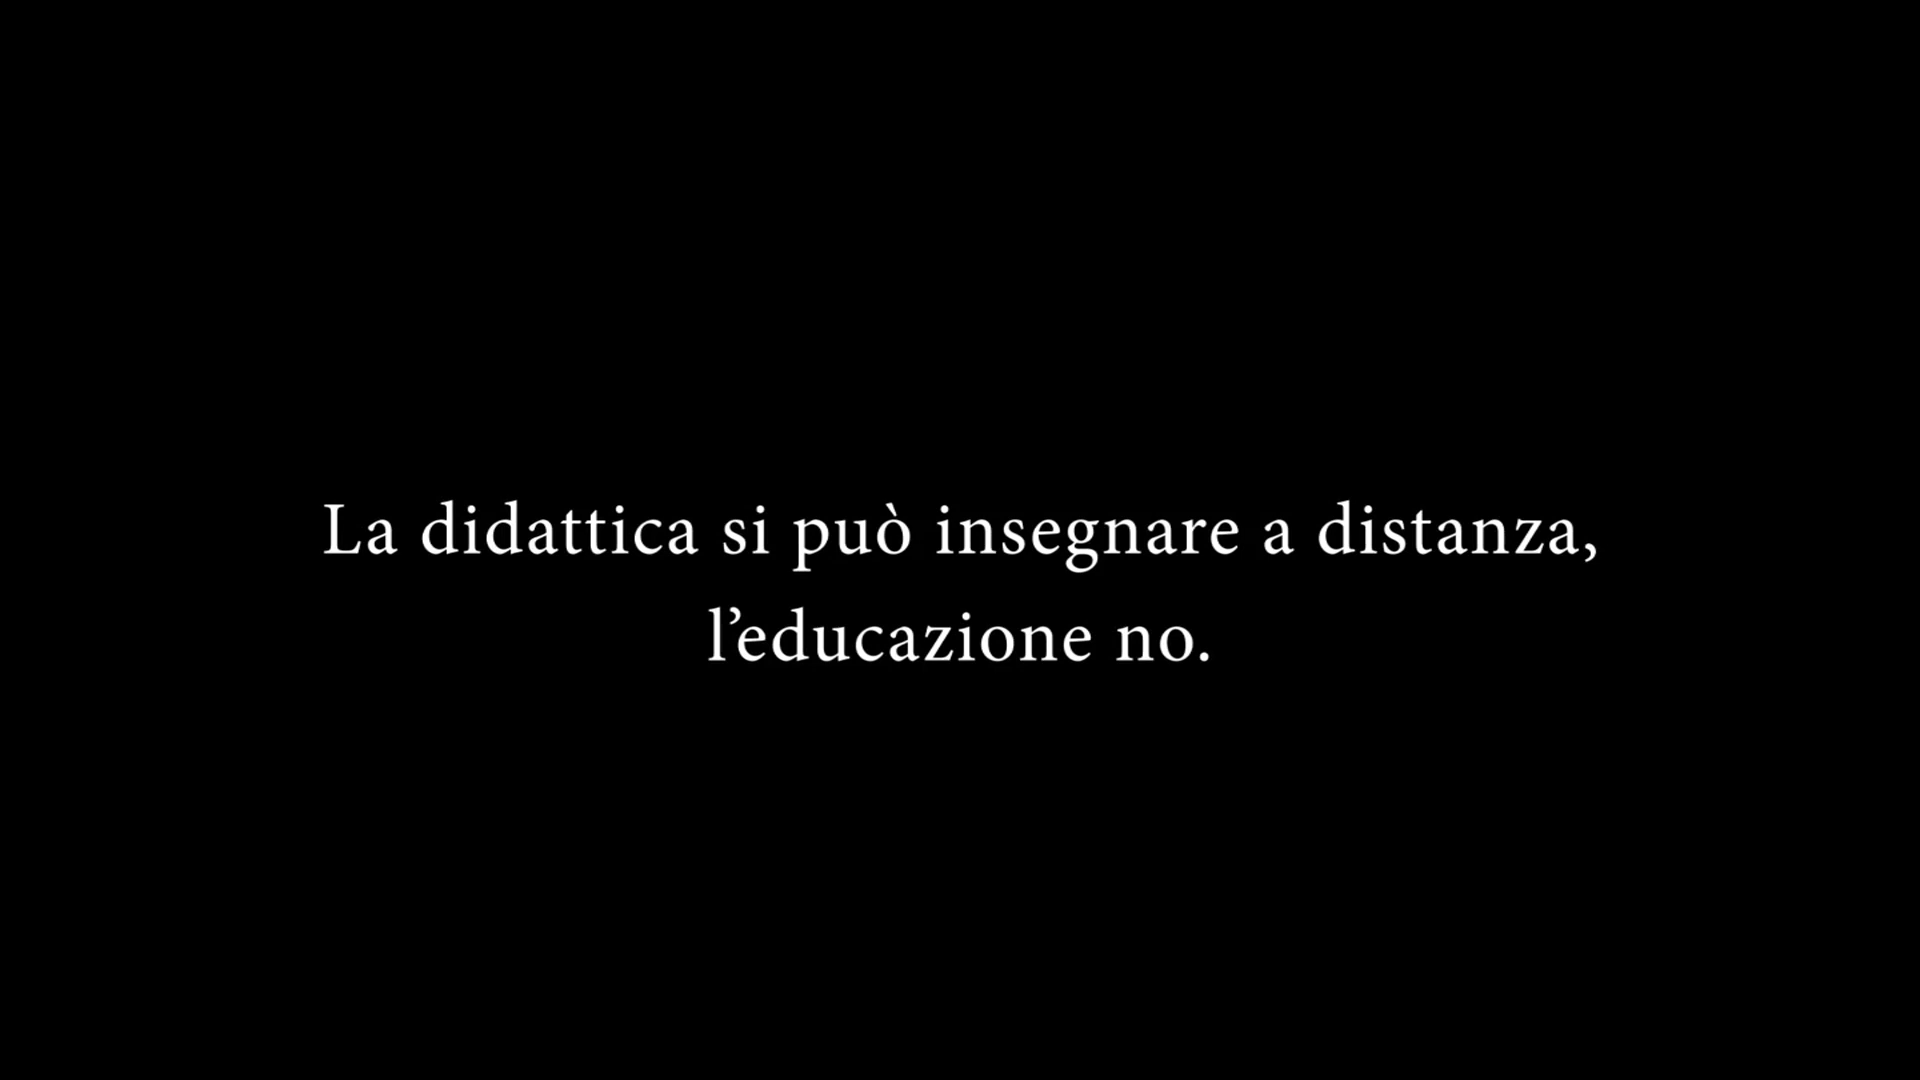 La didattica si può insegnare a distanza,
l’educazione no.